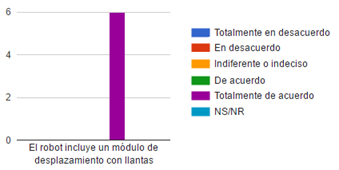 6
4
2
0
El robot incluye un módulo de
desplazamiento con llantas
Totalmente en desacuerdo
En desacuerdo
Indiferente o indeciso
De acuerdo
Totalmente de acuerdo
NS/NR